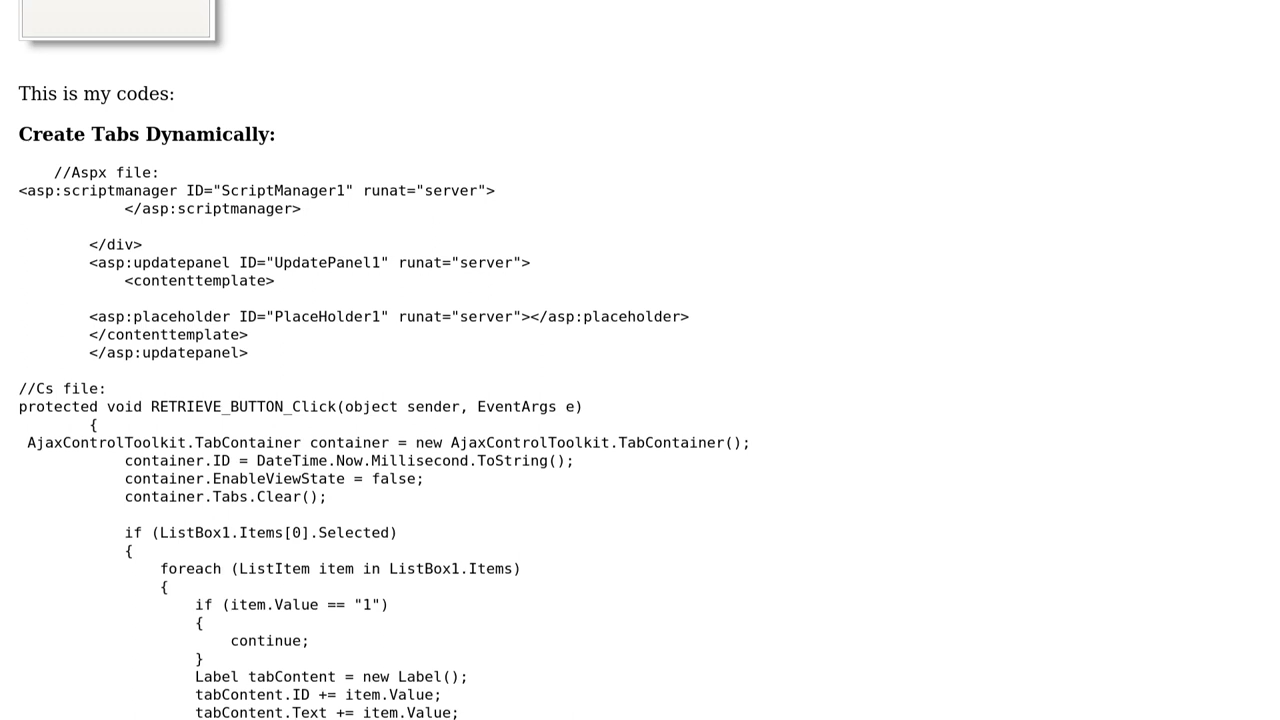 This is my codes:
Create Tabs Dynamically:
    //Aspx file:
<asp:scriptmanager ID="ScriptManager1" runat="server">
            </asp:scriptmanager>
        </div>
        <asp:updatepanel ID="UpdatePanel1" runat="server">
            <contenttemplate>
        <asp:placeholder ID="PlaceHolder1" runat="server"></asp:placeholder>
        </contenttemplate>
        </asp:updatepanel>
//Cs file:
protected void RETRIEVE_BUTTON_Click(object sender, EventArgs e)
        {
 AjaxControlToolkit.TabContainer container = new AjaxControlToolkit.TabContainer();
            container.ID = DateTime.Now.Millisecond.ToString();
            container.EnableViewState = false;
            container.Tabs.Clear();
            if (ListBox1.Items[0].Selected)
            {
                foreach (ListItem item in ListBox1.Items)
                {
                    if (item.Value == "1")
                    {
                        continue;
                    }
                    Label tabContent = new Label();
                    tabContent.ID += item.Value;
                    tabContent.Text += item.Value;